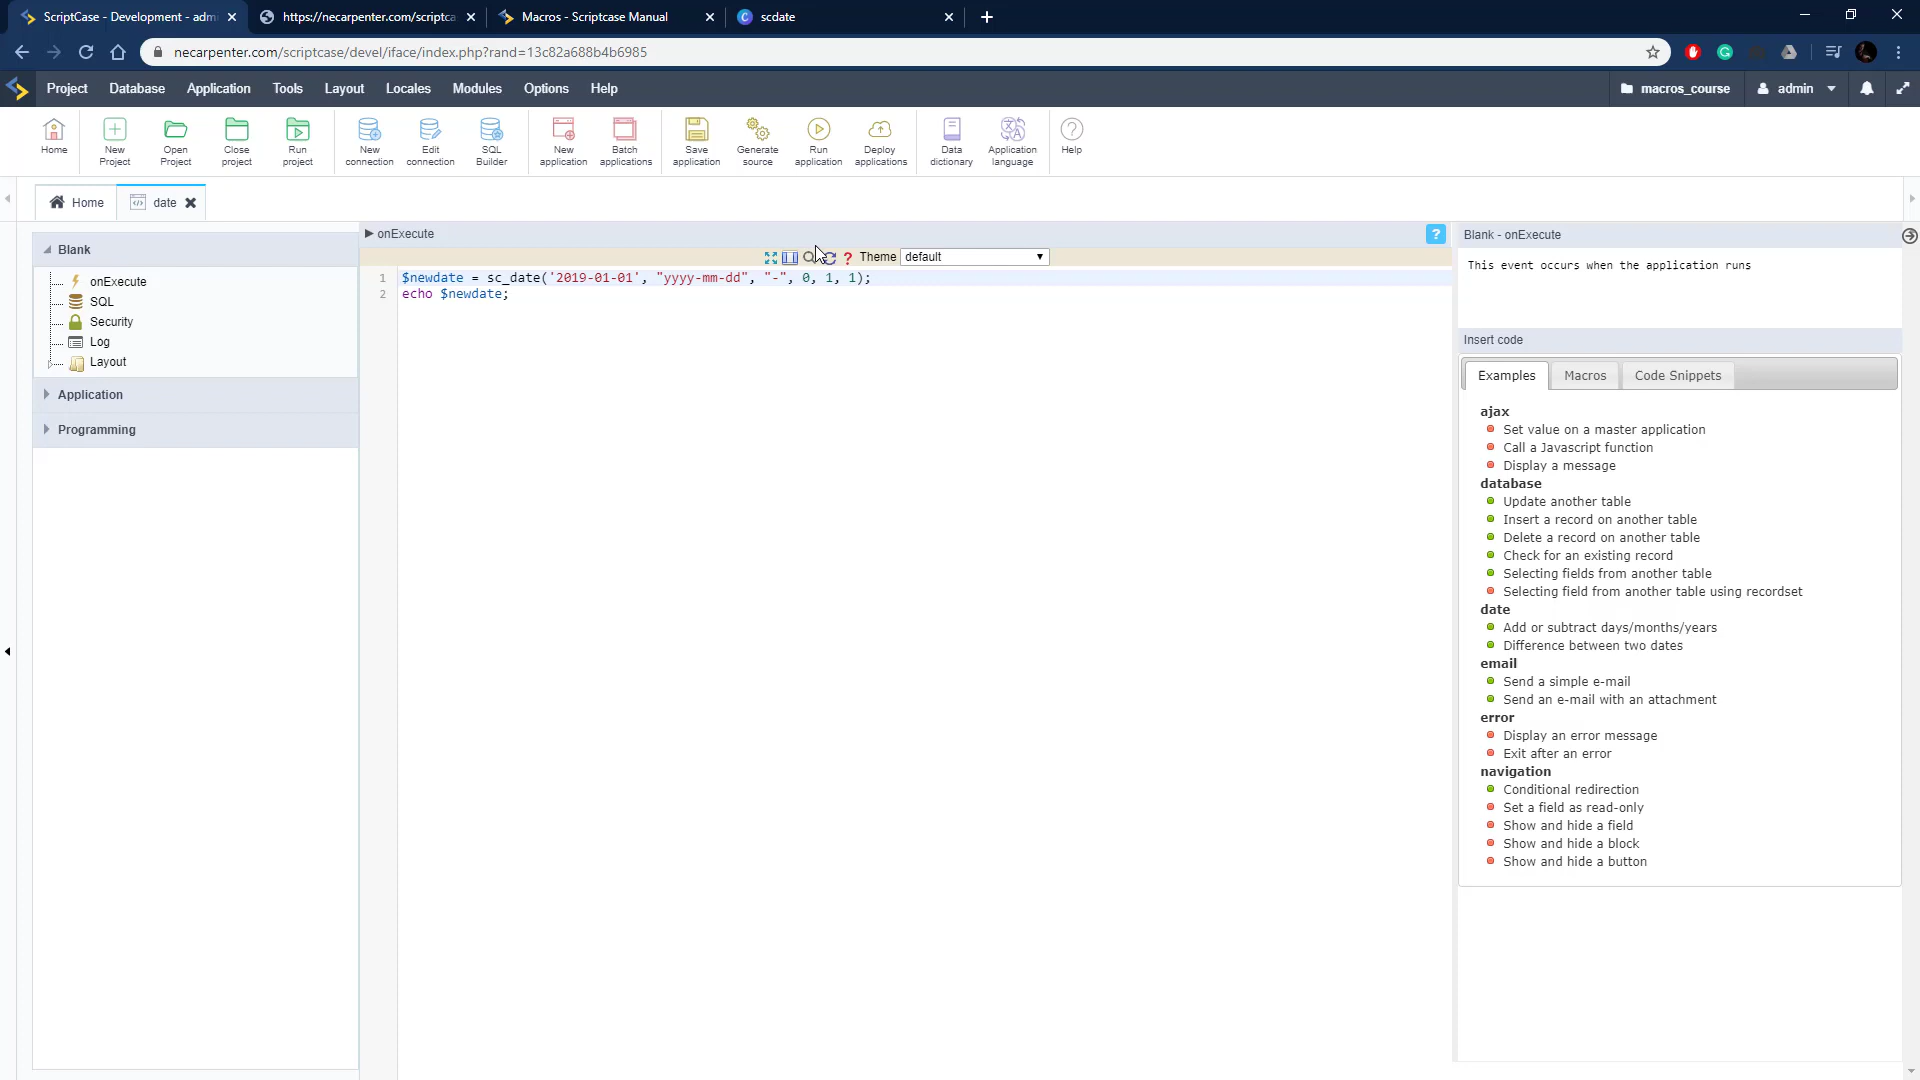 ScriptCase - Development - adm
https://necarpenter.com/scriptca
Macros - Scriptcase Manual
scdate
necarpenter.com/scriptcase/devel/iface/index.php?rand=13c82a688b4b6985
Project Database Application Tools Layout Locales Modules Options Help
macros_course admin
Home
New Project
Open Project
Close project
Run project
New connection
Edit connection
SQL Builder
New application
Batch applications
Save application
Generate source
Run application
Deploy applications
Data dictionary
Application language
Help
Home date
Blank
onExecute
SQL
Security
Log
Layout
Application
Programming
onExecute
Theme default
1 $newdate = sc_date('2019-01-01', "yyyy-mm-dd", "-", 0, 1, 1);
2 echo $newdate;
Blank - onExecute
This event occurs when the application runs
Insert code
Examples Macros Code Snippets
ajax
Set value on a master application
Call a Javascript function
Display a message
database
Update another table
Insert a record on another table
Delete a record on another table
Check for an existing record
Selecting fields from another table
Selecting field from another table using recordset
date
Add or subtract days/months/years
Difference between two dates
email
Send a simple e-mail
Send an e-mail with an attachment
error
Display an error message
Exit after an error
navigation
Conditional redirection
Set a field as read-only
Show and hide a field
Show and hide a block
Show and hide a button